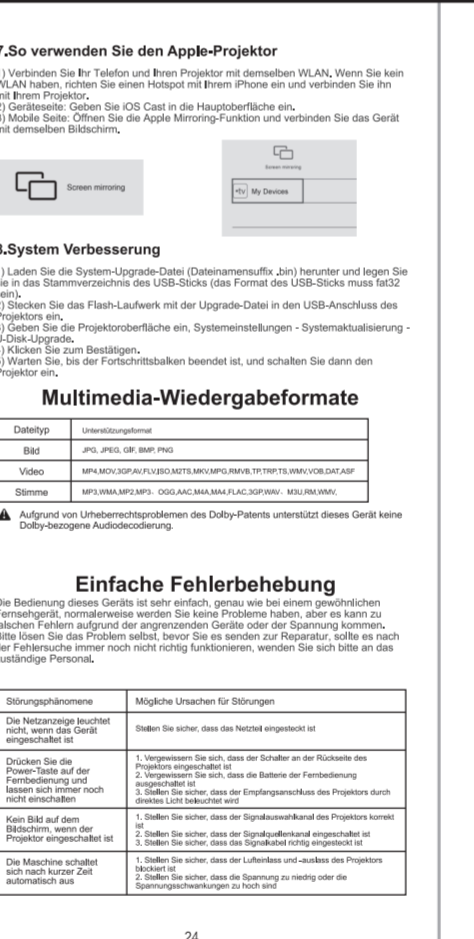 7.So verwenden Sie den Apple-Projektor
) Verbinden Sie Ihr Telefon und Ihren Projektor mit demselben WLAN. Wenn Sie kein
WLAN haben, richten Sie einen Hotspot mit Ihrem iPhone ein und verbinden Sie ihn
mit Ihrem Projektor.
2) Geräteseite: Geben Sie iOS Cast in die Hauptoberfläche ein.
3) Mobile Seite: Öffnen Sie die Apple Mirroring-Funktion und verbinden Sie das Gerät
mit demselben Bildschirm.
Screen mirroring
Screen mirroring
tv My Devices
8.System Verbesserung
) Laden Sie die System-Upgrade-Datei (Dateinamensuffix .bin) herunter und legen Sie
sie in das Stammverzeichnis des USB-Sticks (das Format des USB-Sticks muss fat32
sein).
2) Stecken Sie das Flash-Laufwerk mit der Upgrade-Datei in den USB-Anschluss des
Projektors ein.
3) Geben Sie die Projektoroberfläche ein, Systemeinstellungen - Systemaktualisierung -
U-Disk-Upgrade.
4) Klicken Sie zum Bestätigen.
5) Warten Sie, bis der Fortschrittsbalken beendet ist, und schalten Sie dann den
Projektor ein.
Multimedia-Wiedergabeformate
Dateityp Unterstützungsformat
Bild JPG, JPEG, GIF, BMP, PNG
Video MP4,MOV,3GP,AV,FLV,ISO,M2TS,MKV,MPG,RMVB,TP,TRP,TS,WMV,VOB,DAT,ASF
Stimme MP3,WMA,MP2,MP3、OGG,AAC,M4A,MA4,FLAC,3GP,WAV、M3U,RM,WMV,
Aufgrund von Urheberrechtsproblemen des Dolby-Patents unterstützt dieses Gerät keine
Dolby-bezogene Audiodecodierung.
Einfache Fehlerbehebung
Die Bedienung dieses Geräts ist sehr einfach, genau wie bei einem gewöhnlichen
Fernsehgerät, normalerweise werden Sie keine Probleme haben, aber es kann zu
falschen Fehlern aufgrund der angrenzenden Geräte oder der Spannung kommen.
Bitte lösen Sie das Problem selbst, bevor Sie es senden zur Reparatur, sollte es nach
der Fehlersuche immer noch nicht richtig funktionieren, wenden Sie sich bitte an das
zuständige Personal.
Störungsphänomene Mögliche Ursachen für Störungen
Die Netzanzeige leuchtet
nicht, wenn das Gerät
eingeschaltet ist
Stellen Sie sicher, dass das Netzteil eingesteckt ist
Drücken Sie die
Power-Taste auf der
Fernbedienung und
lassen sich immer noch
nicht einschalten
1. Vergewissern Sie sich, dass der Schalter an der Rückseite des
Projektors eingeschaltet ist
2. Vergewissern Sie sich, dass die Batterie der Fernbedienung
ausgeschaltet ist
3. Stellen Sie sicher, dass der Empfangsanschluss des Projektors durch
direktes Licht beleuchtet wird
Kein Bild auf dem
Bildschirm, wenn der
Projektor eingeschaltet ist
1. Stellen Sie sicher, dass der Signalauswahlkanal des Projektors korrekt
ist
2. Stellen Sie sicher, dass der Signalquellenkanal eingeschaltet ist
3. Stellen Sie sicher, dass das Signalkabel richtig eingesteckt ist
Die Maschine schaltet
sich nach kurzer Zeit
automatisch aus
1. Stellen Sie sicher, dass der Lufteinlass und -auslass des Projektors
blockiert ist
2. Stellen Sie sicher, dass die Spannung zu niedrig oder die
Spannungsschwankungen zu hoch sind
24